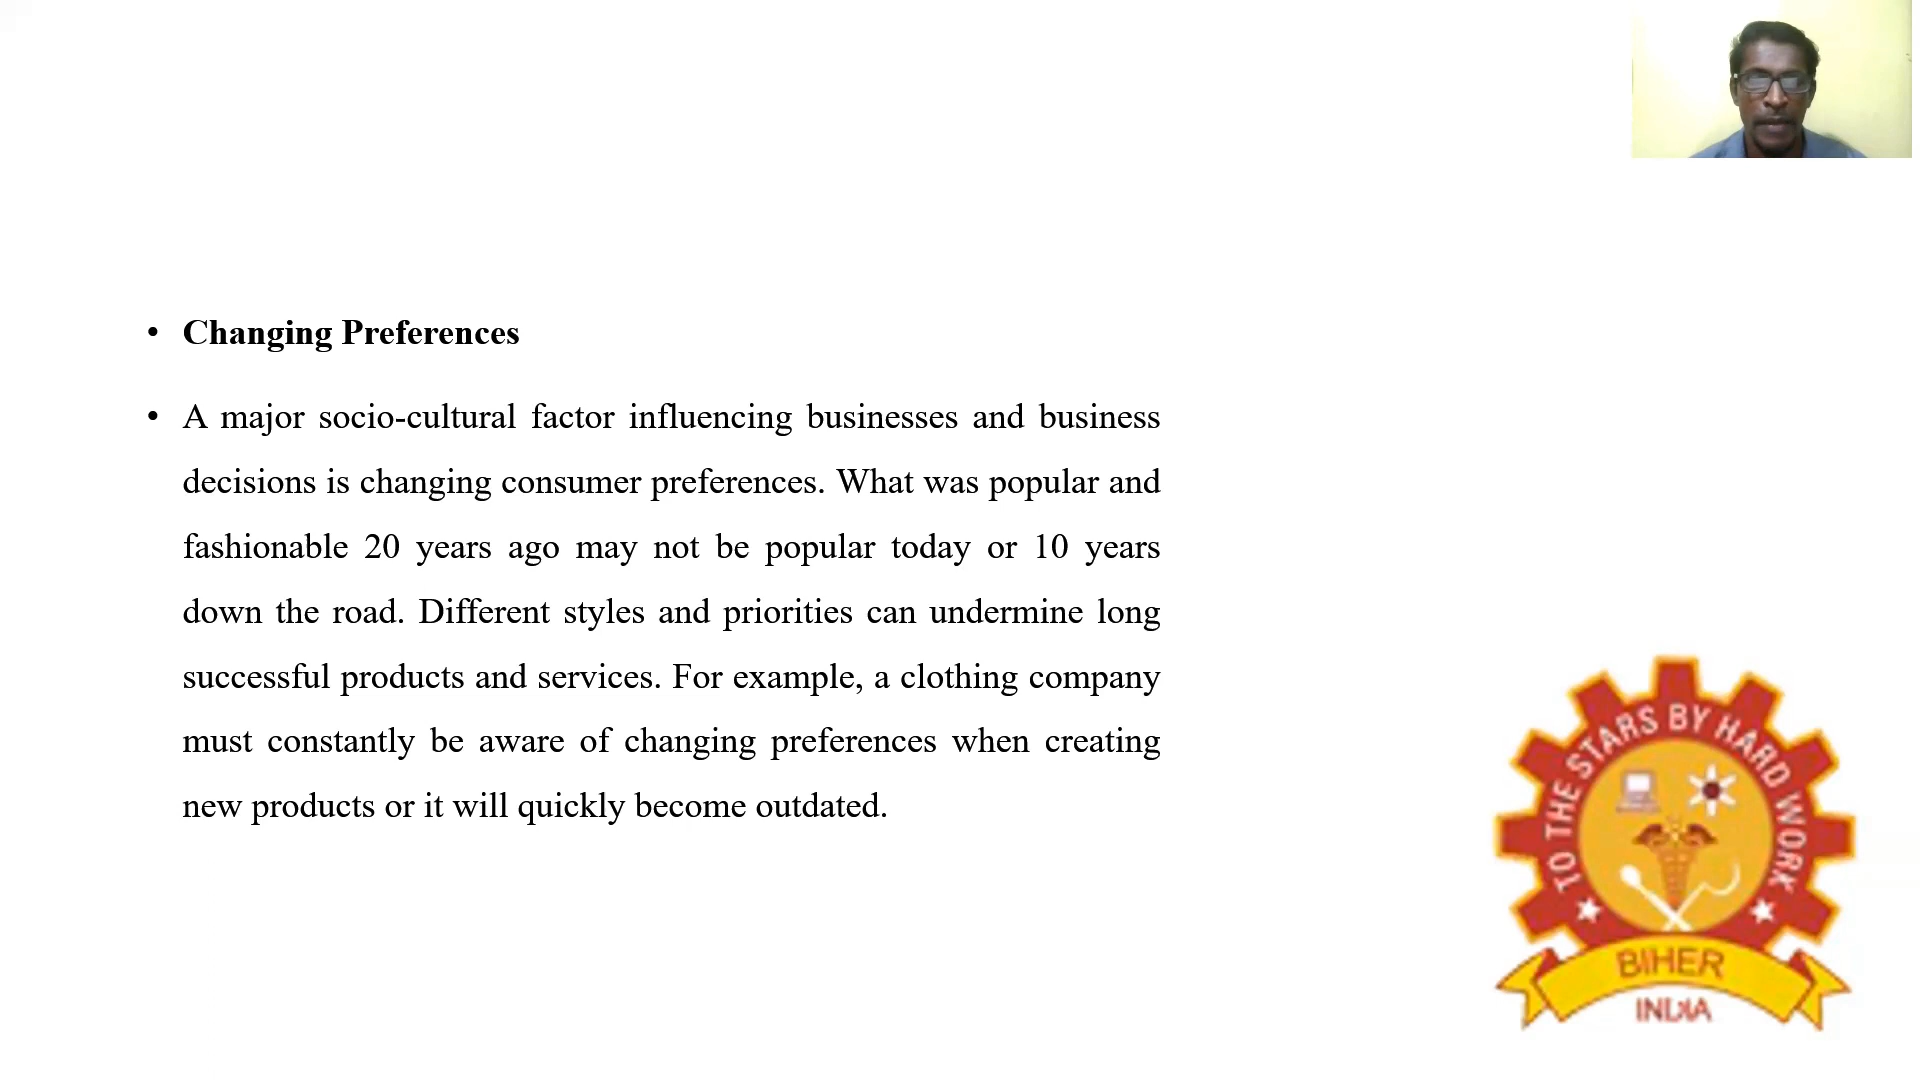 • Changing Preferences
• A major socio-cultural factor influencing businesses and business
decisions is changing consumer preferences. What was popular and
fashionable 20 years ago may not be popular today or 10 years
down the road. Different styles and priorities can undermine long
successful products and services. For example, a clothing company
must constantly be aware of changing preferences when creating
new products or it will quickly become outdated.
TO THE STARS BY HARD WORK
BIHER
INDIA